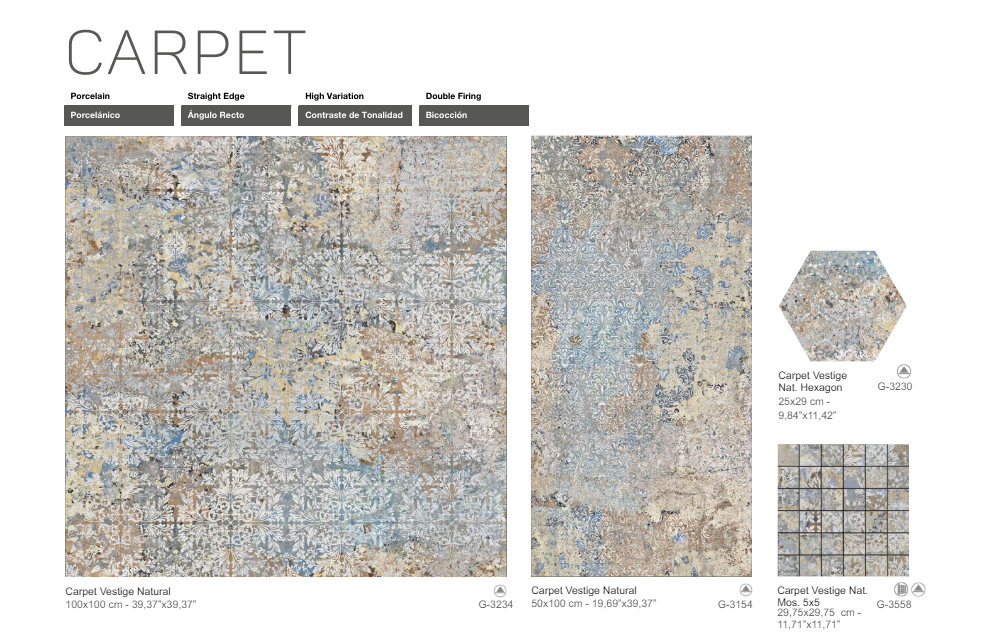 CARPET
Porcelain Straight Edge High Variation Double Firing
Porcelánico Ángulo Recto Contraste de Tonalidad Bicocción
Carpet Vestige
Nat. Hexagon G-3230
25x29 cm -
9,84”x11,42”
Carpet Vestige Natural
100x100 cm - 39,37”x39,37” G-3234
Carpet Vestige Natural
50x100 cm - 19,69”x39,37” G-3154
Carpet Vestige Nat.
Mos. 5x5 G-3558
29,75x29,75 cm -
11,71”x11,71”